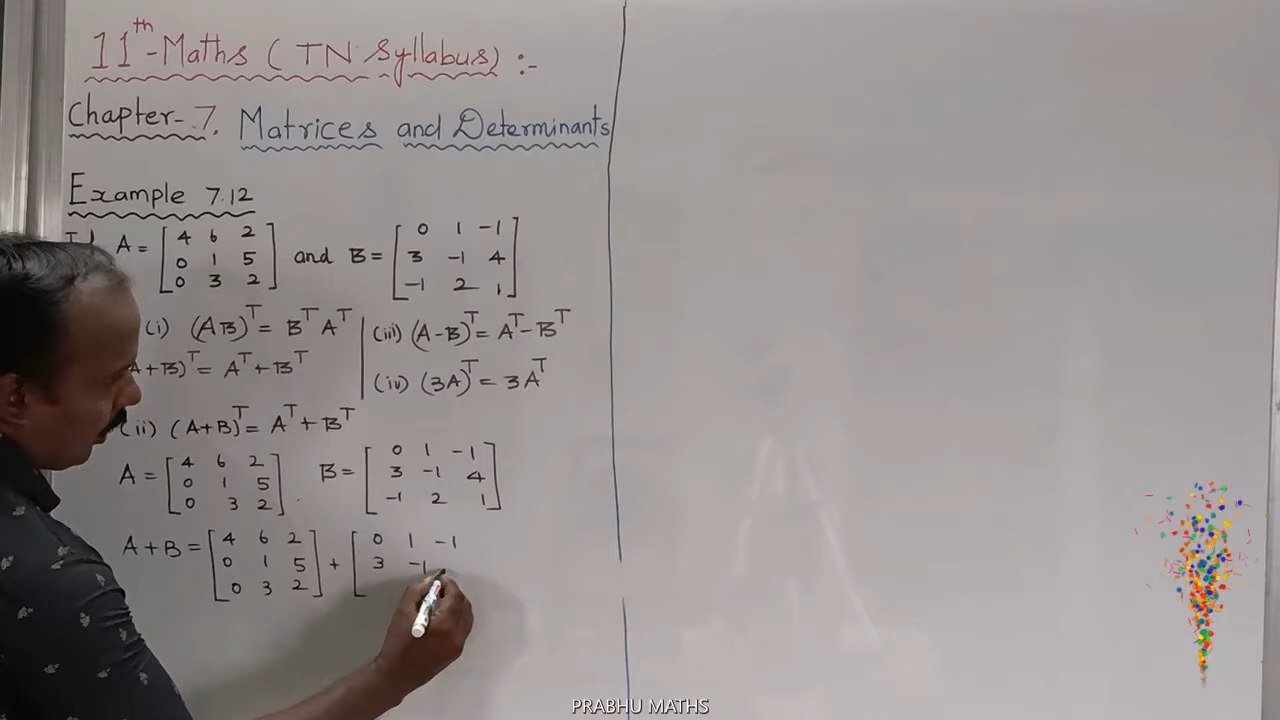 11th-Maths (TN Syllabus) :-
Chapter-7. Matrices and Determinants
Example 7.12
A = [ 4 6 2 and B = [ 0 1 -1
0 1 5 3 -1 4
0 3 2 ] -1 2 1 ]
(i) (AB)^T = B^T A^T | (iii) (A-B)^T = A^T - B^T
A+B)^T = A^T + B^T
(iv) (3A)^T = 3A^T
(ii) (A+B)^T = A^T + B^T
A = [ 4 6 2 B = [ 0 1 -1
0 1 5 3 -1 4
0 3 2 ] -1 2 1 ]
A+B = [ 4 6 2 + [ 0 1 -1
0 1 5 3 -1
0 3 2 ]
PRABHU MATHS